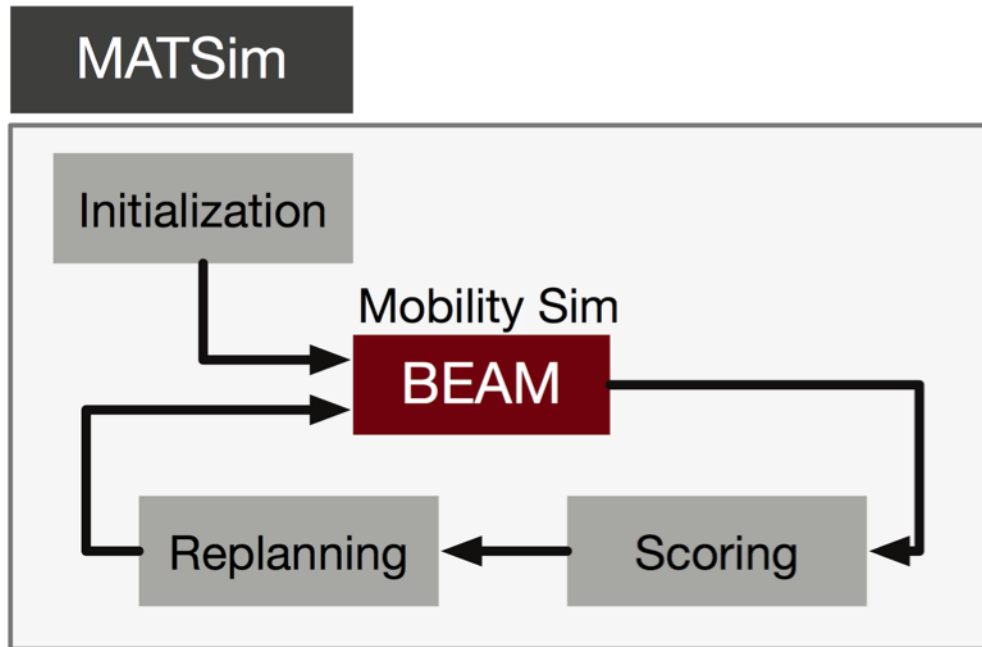 MATSim
Initialization
Mobility Sim
BEAM
Replanning
Scoring